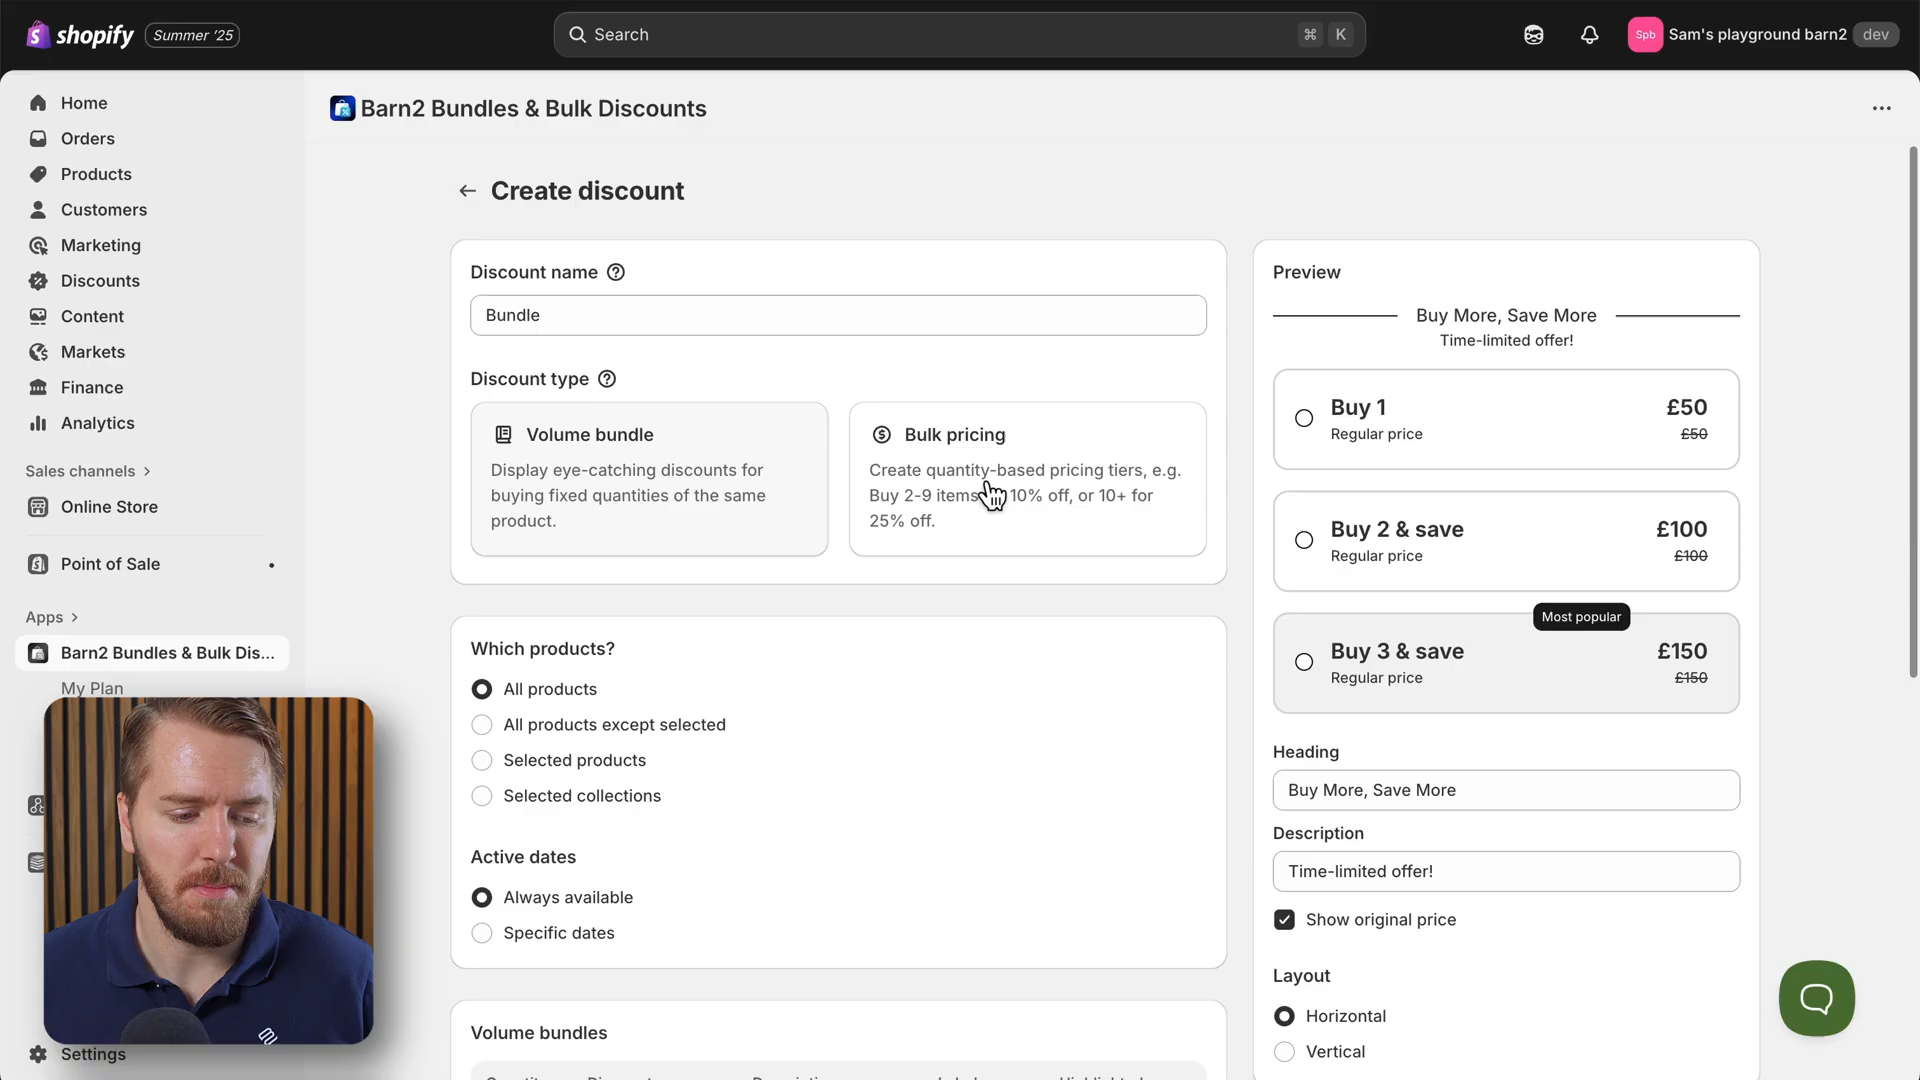 shopify
Summer '25
Search
⌘
K
Spb
Sam's playground barn2
dev
Home
Orders
Products
Customers
Marketing
Discounts
Content
Markets
Finance
Analytics
Sales channels
Online Store
Point of Sale
Apps
Barn2 Bundles & Bulk Dis...
My Plan
Settings
Barn2 Bundles & Bulk Discounts
Create discount
Discount name
Bundle
Discount type
Volume bundle
Display eye-catching discounts for
buying fixed quantities of the same
product.
Bulk pricing
Create quantity-based pricing tiers, e.g.
Buy 2-9 items 10% off, or 10+ for
25% off.
Which products?
All products
All products except selected
Selected products
Selected collections
Active dates
Always available
Specific dates
Volume bundles
Preview
Buy More, Save More
Time-limited offer!
Buy 1
£50
Regular price
£50
Buy 2 & save
£100
Regular price
£100
Most popular
Buy 3 & save
£150
Regular price
£150
Heading
Buy More, Save More
Description
Time-limited offer!
Show original price
Layout
Horizontal
Vertical